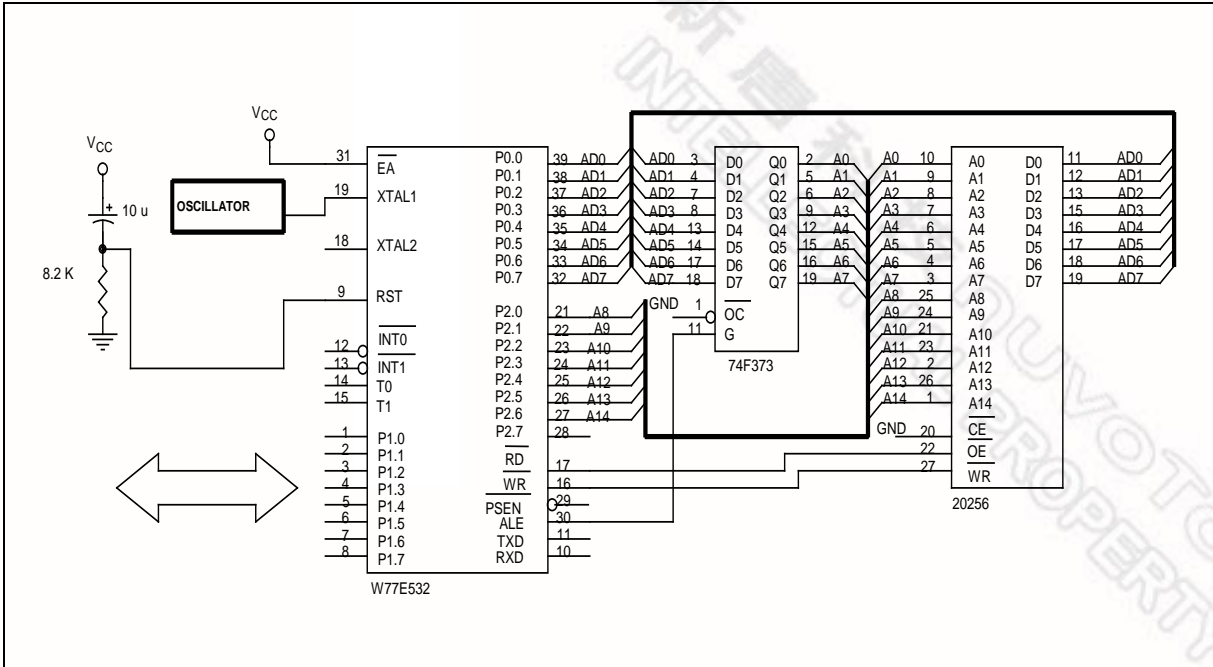 VCC
VCC
10 u
8.2 K
OSCILLATOR
31 EA
19 XTAL1
18 XTAL2
9 RST
12 INT0
13 INT1
14 T0
15 T1
1 P1.0
2 P1.1
3 P1.2
4 P1.3
5 P1.4
6 P1.5
7 P1.6
8 P1.7
P0.0 39 AD0
P0.1 38 AD1
P0.2 37 AD2
P0.3 36 AD3
P0.4 35 AD4
P0.5 34 AD5
P0.6 33 AD6
P0.7 32 AD7
P2.0 21 A8
P2.1 22 A9
P2.2 23 A10
P2.3 24 A11
P2.4 25 A12
P2.5 26 A13
P2.6 27 A14
P2.7 28
RD 17
WR 16
PSEN 29
ALE 30
TXD 11
RXD 10
W77E532
AD0 3 D0 Q0 2 A0
AD1 4 D1 Q1 5 A1
AD2 7 D2 Q2 6 A2
AD3 8 D3 Q3 9 A3
AD4 13 D4 Q4 12 A4
AD5 14 D5 Q5 15 A5
AD6 17 D6 Q6 16 A6
AD7 18 D7 Q7 19 A7
GND 1 OC
11 G
74F373
A0 10 A0 D0 11 AD0
A1 9 A1 D1 12 AD1
A2 8 A2 D2 13 AD2
A3 7 A3 D3 15 AD3
A4 6 A4 D4 16 AD4
A5 5 A5 D5 17 AD5
A6 4 A6 D6 18 AD6
A7 3 A7 D7 19 AD7
A8 25 A8
A9 24 A9
A10 21 A10
A11 23 A11
A12 2 A12
A13 26 A13
A14 1 A14
GND 20 CE
22 OE
27 WR
20256